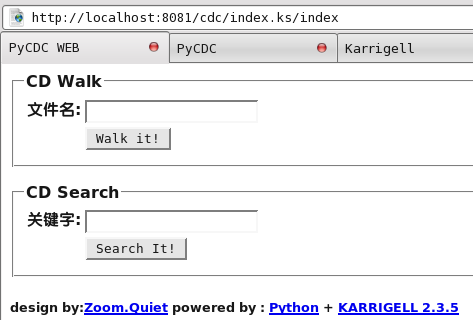 http://localhost:8081/cdc/index.ks/index
PyCDC WEB PyCDC Karrigell
CD Walk
文件名:
Walk it!
CD Search
关键字:
Search It!
design by:Zoom.Quiet powered by : Python + KARRIGELL 2.3.5